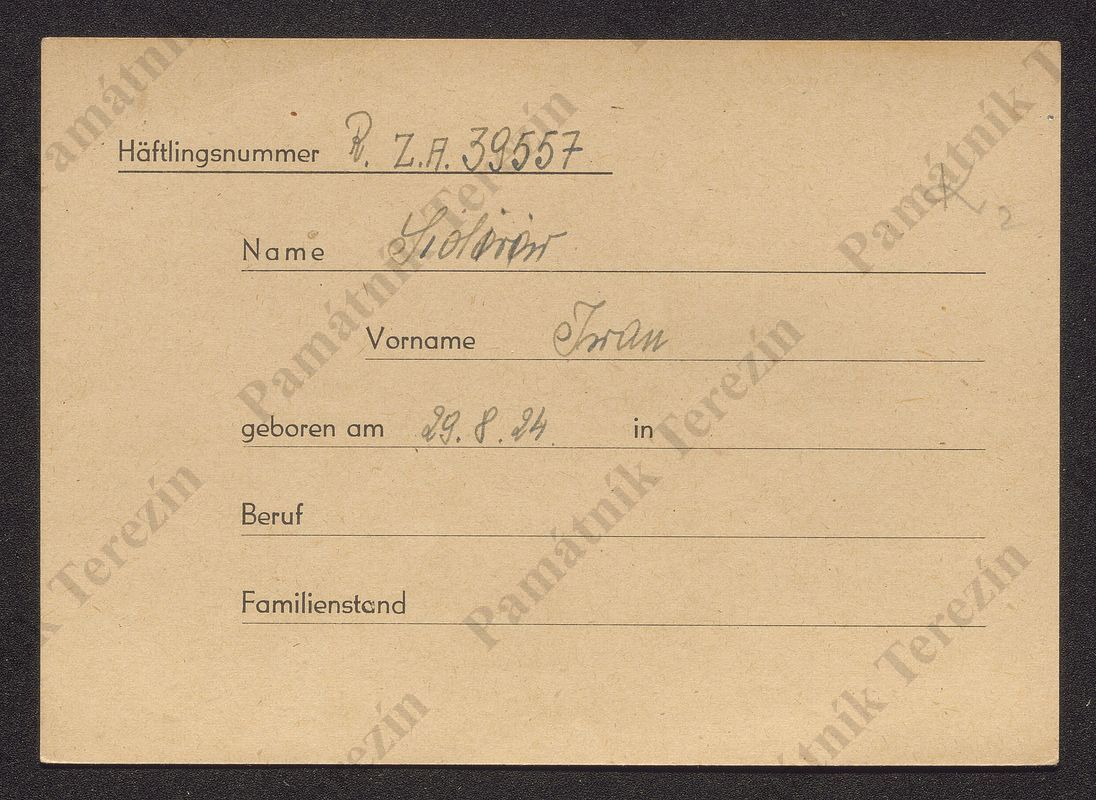 Häftlingsnummer R. Z.A. 39557
Name
Vorname Iwan
geboren am 29.8.24. in
Beruf
Familienstand
Památník Terezín